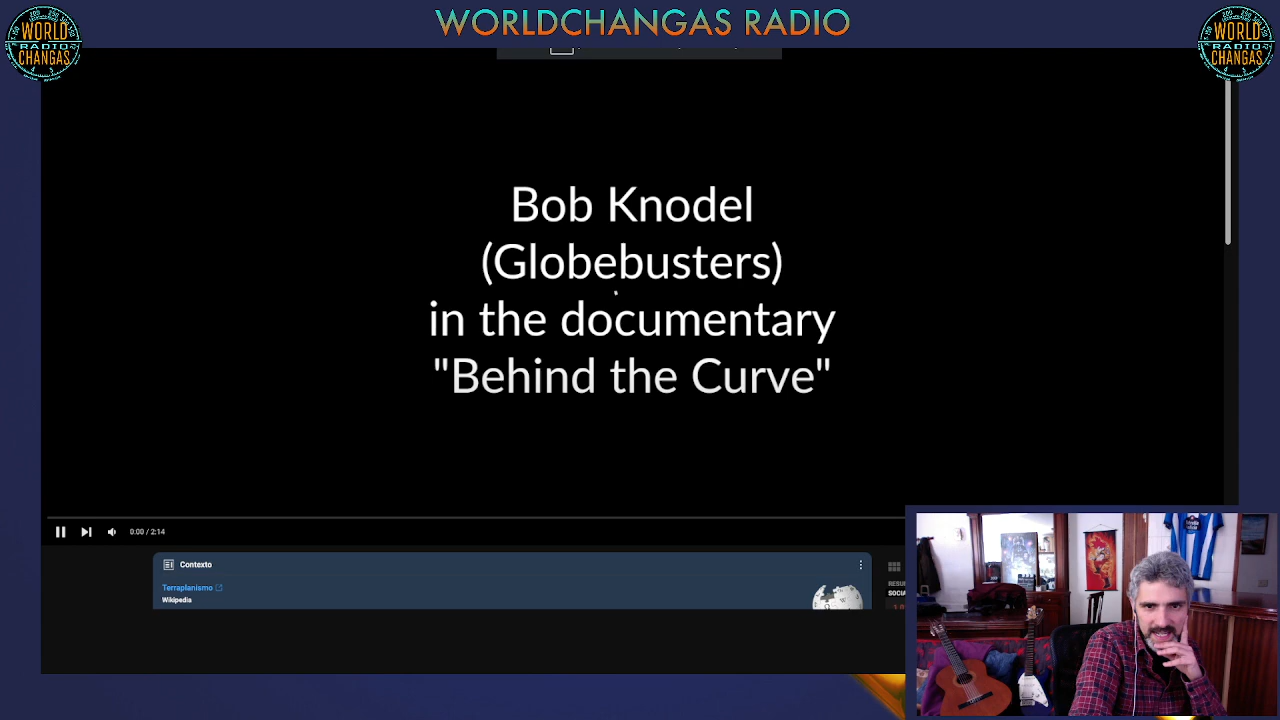 WORLDCHANGAS RADIO
WORLD
RADIO
CHANGAS
WORLD
RADIO
CHANGAS
Bob Knodel
(Globebusters)
in the documentary
"Behind the Curve"
0:00 / 2:14
Contexto
Terraplanismo
Wikipedia